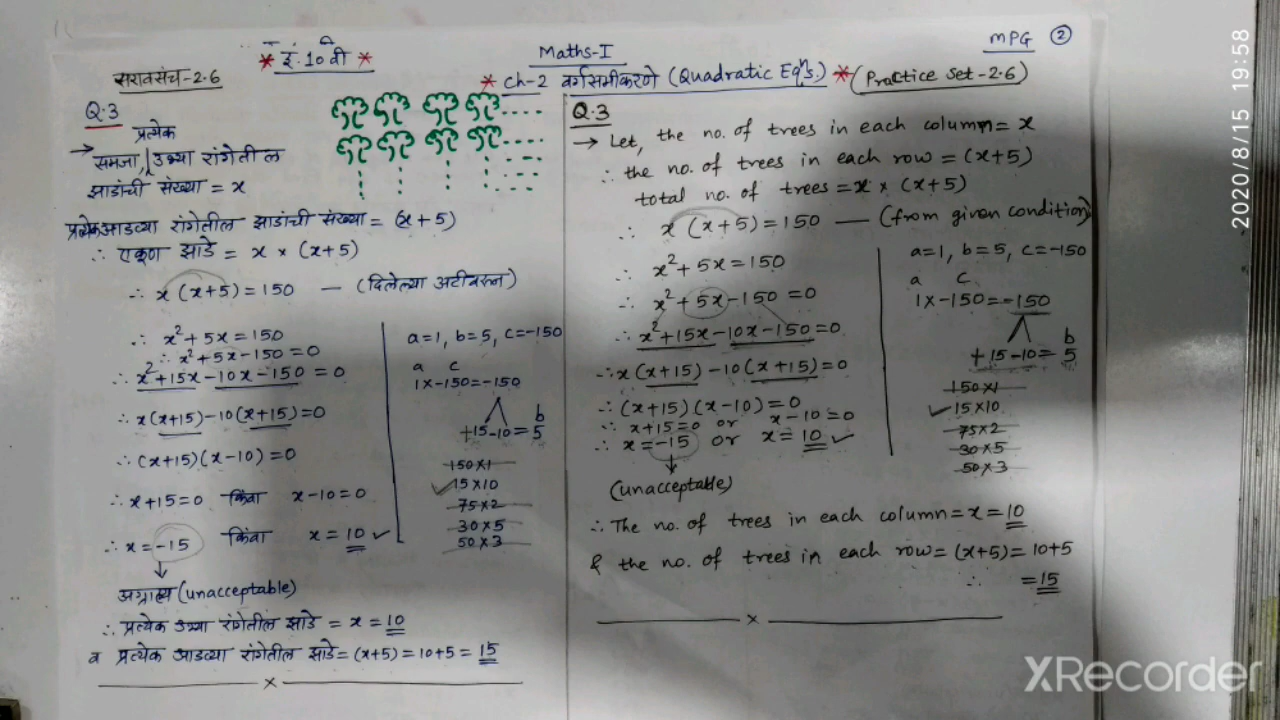 * इ. 10 वी *
Maths-I
MPG ②
सरावसंच-2.6
* Ch-2 वर्गसमीकरणे (Quadratic Eqⁿs.) * (Practice Set-2.6)
Q.3
→ समजा, प्रत्येक उभ्या रांगेतील
झाडांची संख्या = x
प्रत्येक आडव्या रांगेतील झाडांची संख्या = (x+5)
∴ एकूण झाडे = x × (x+5)
∴ x (x+5) = 150 — (दिलेल्या अटीवरून)
∴ x² + 5x = 150
∴ x² + 5x - 150 = 0
∴ x² + 15x - 10x - 150 = 0
∴ x(x+15) - 10(x+15) = 0
∴ (x+15)(x-10) = 0
∴ x+15=0 किंवा x-10=0
∴ x = -15 किंवा x = 10 ✓
अग्राह्य (unacceptable)
∴ प्रत्येक उभ्या रांगेतील झाडे = x = 10
व प्रत्येक आडव्या रांगेतील झाडे = (x+5) = 10+5 = 15
x
a=1, b=5, c=-150
a c
1×-150=-150
b
+15-10=5
150×1
✓ 15×10
75×2
30×5
50×3
Q.3
→ Let, the no. of trees in each column = x
∴ the no. of trees in each row = (x+5)
total no. of trees = x × (x+5)
∴ x (x+5) = 150 — (from given condition)
∴ x² + 5x = 150
∴ x² + 5x - 150 = 0
∴ x² + 15x - 10x - 150 = 0
∴ x(x+15) - 10(x+15) = 0
∴ (x+15)(x-10) = 0
∴ x+15=0 or x-10=0
∴ x = -15 or x = 10 ✓
(unacceptable)
∴ The no. of trees in each column = x = 10
& the no. of trees in each row = (x+5) = 10+5
∴ = 15
x
a=1, b=5, c=-150
a c
1×-150=-150
b
+15-10=5
150×1
✓ 15×10
75×2
30×5
50×3
2020/8/15 19:58
XRecorder